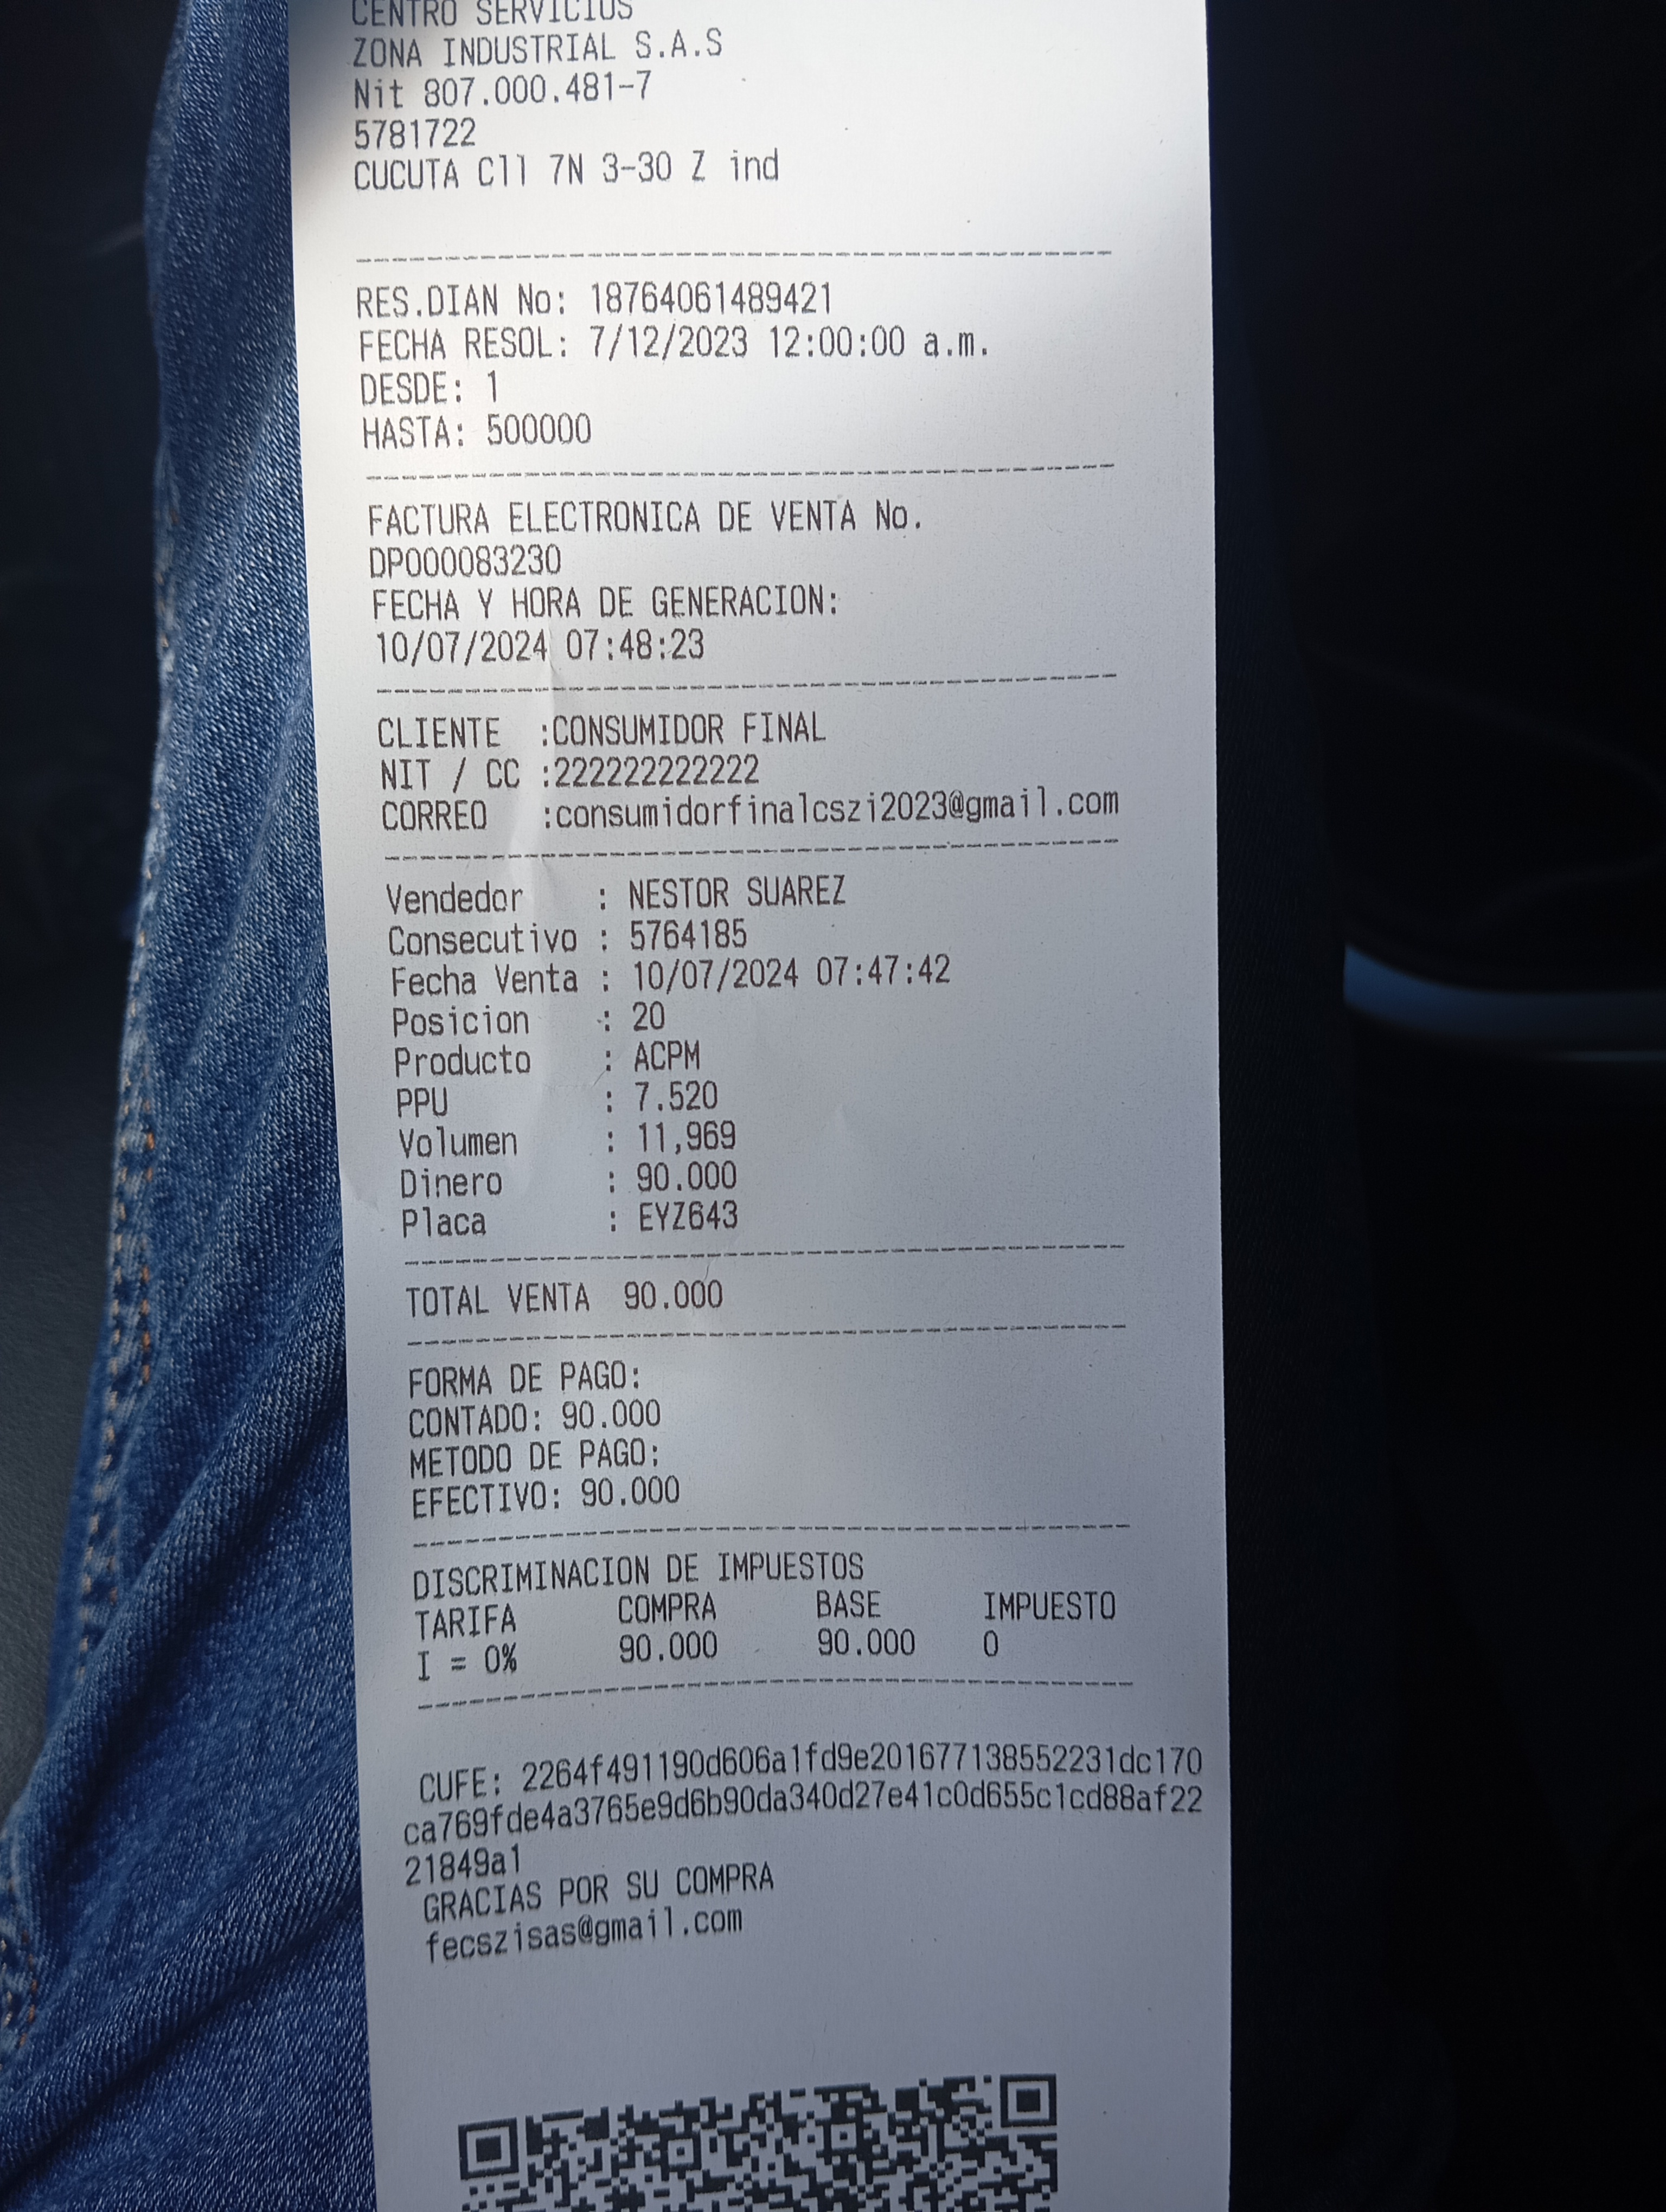 CENTRO SERVICIOS
ZONA INDUSTRIAL S.A.S
Nit 807.000.481-7
5781722
CUCUTA Cll 7N 3-30 Z ind
RES.DIAN No: 18764061489421
FECHA RESOL: 7/12/2023 12:00:00 a.m.
DESDE: 1
HASTA: 500000
FACTURA ELECTRONICA DE VENTA No.
DP000083230
FECHA Y HORA DE GENERACION:
10/07/2024 07:48:23
CLIENTE :CONSUMIDOR FINAL
NIT / CC :222222222222
CORREO :consumidorfinalcszi2023@gmail.com
Vendedor : NESTOR SUAREZ
Consecutivo : 5764185
Fecha Venta : 10/07/2024 07:47:42
Posicion : 20
Producto : ACPM
PPU : 7.520
Volumen : 11,969
Dinero : 90.000
Placa : EYZ643
TOTAL VENTA 90.000
FORMA DE PAGO:
CONTADO: 90.000
METODO DE PAGO:
EFECTIVO: 90.000
DISCRIMINACION DE IMPUESTOS
TARIFA COMPRA BASE IMPUESTO
I = 0% 90.000 90.000 0
CUFE: 2264f491190d606a1fd9e201677138552231dc170
ca769fde4a3765e9d6b90da340d27e41c0d655c1cd88af22
21849a1
GRACIAS POR SU COMPRA
fecszisas@gmail.com